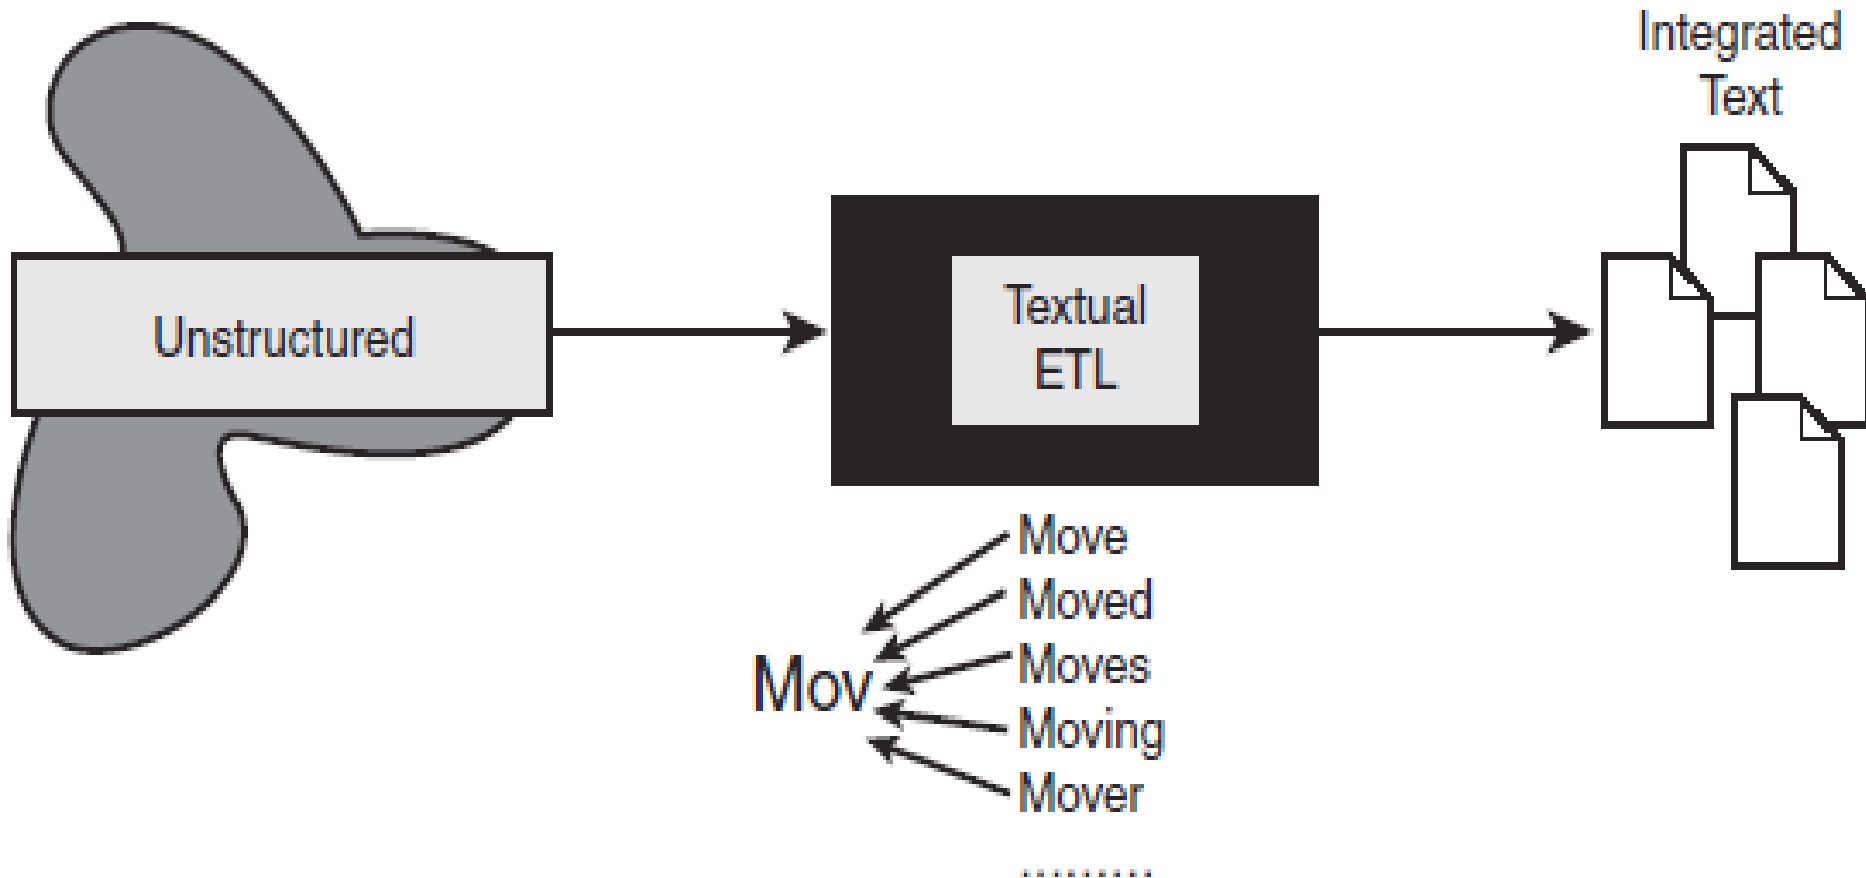 Integrated
Text
Unstructured
Textual
ETL
Move
Moved
Moves
Mov
Moving
Mover
.........